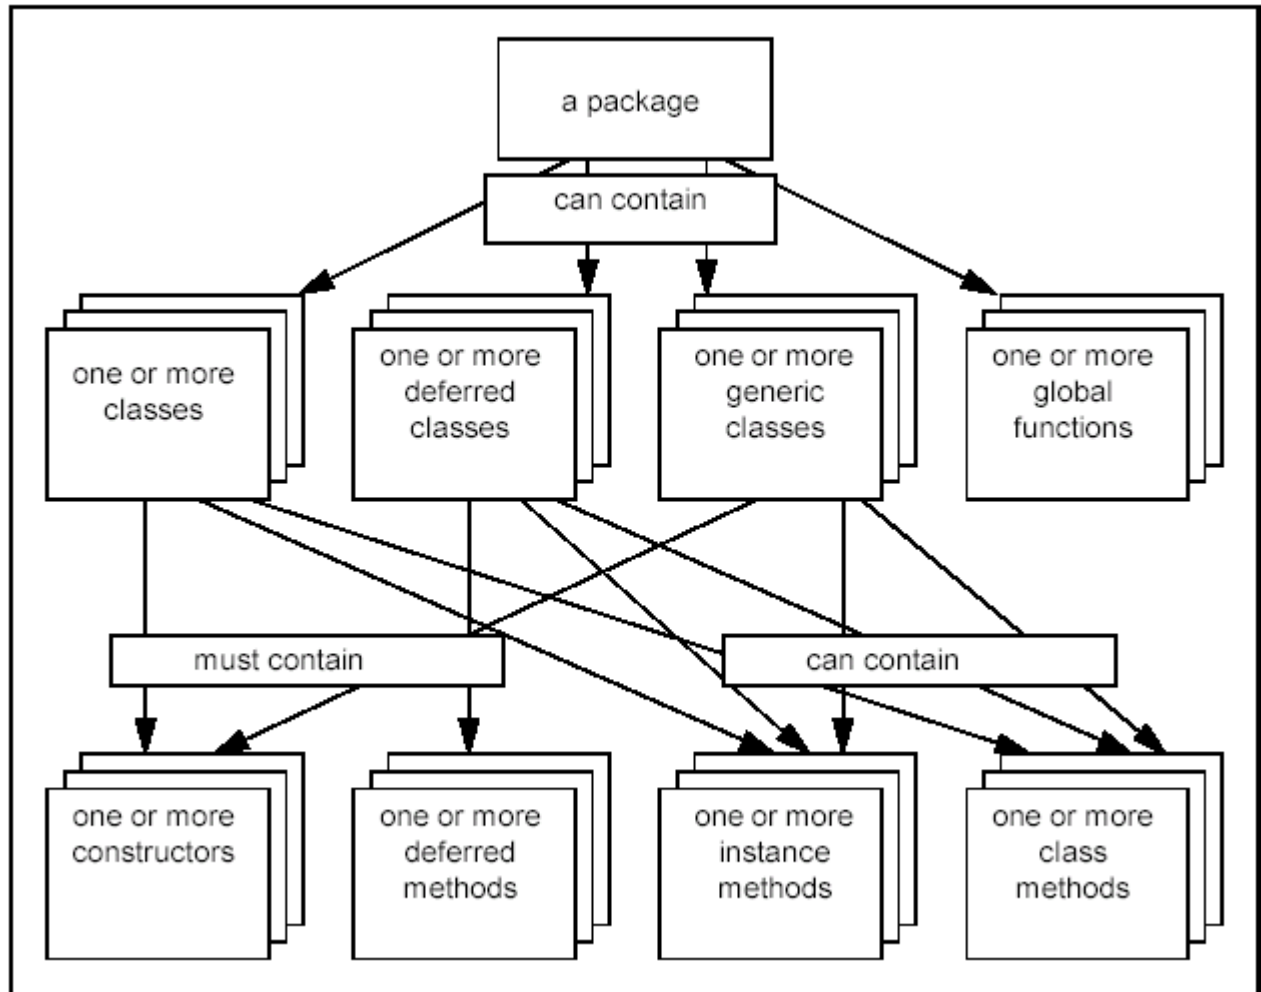 a package
can contain
one or more
classes
one or more
deferred
classes
one or more
generic
classes
one or more
global
functions
must contain
can contain
one or more
constructors
one or more
deferred
methods
one or more
instance
methods
one or more
class
methods